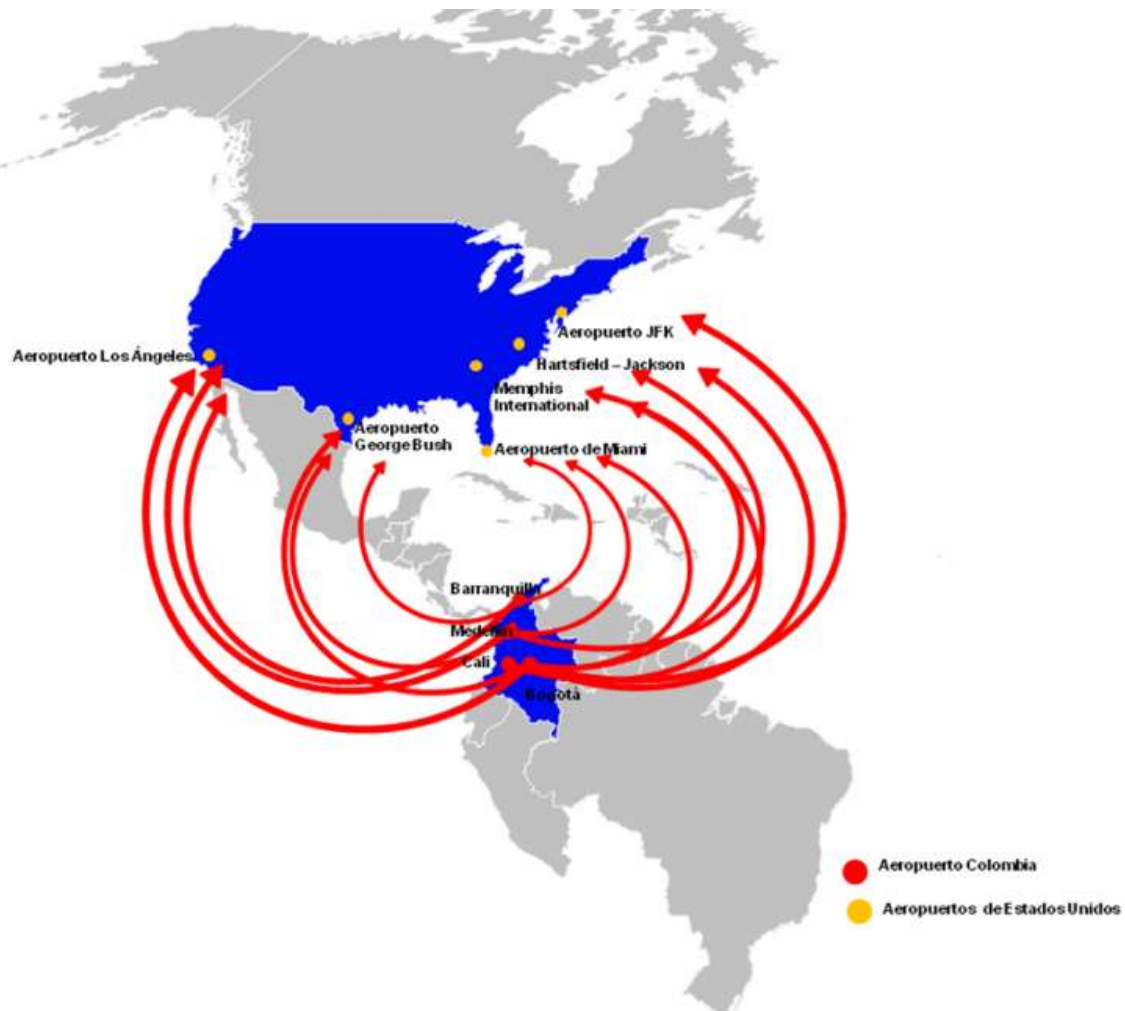 Aeropuerto JFK
Aeropuerto Los Ángeles
Hartsfield – Jackson
Memphis
International
Aeropuerto
George Bush
Aeropuerto de Miami
Barranquilla
Medellín
Cali
Bogotá
Aeropuerto Colombia
Aeropuertos de Estados Unidos